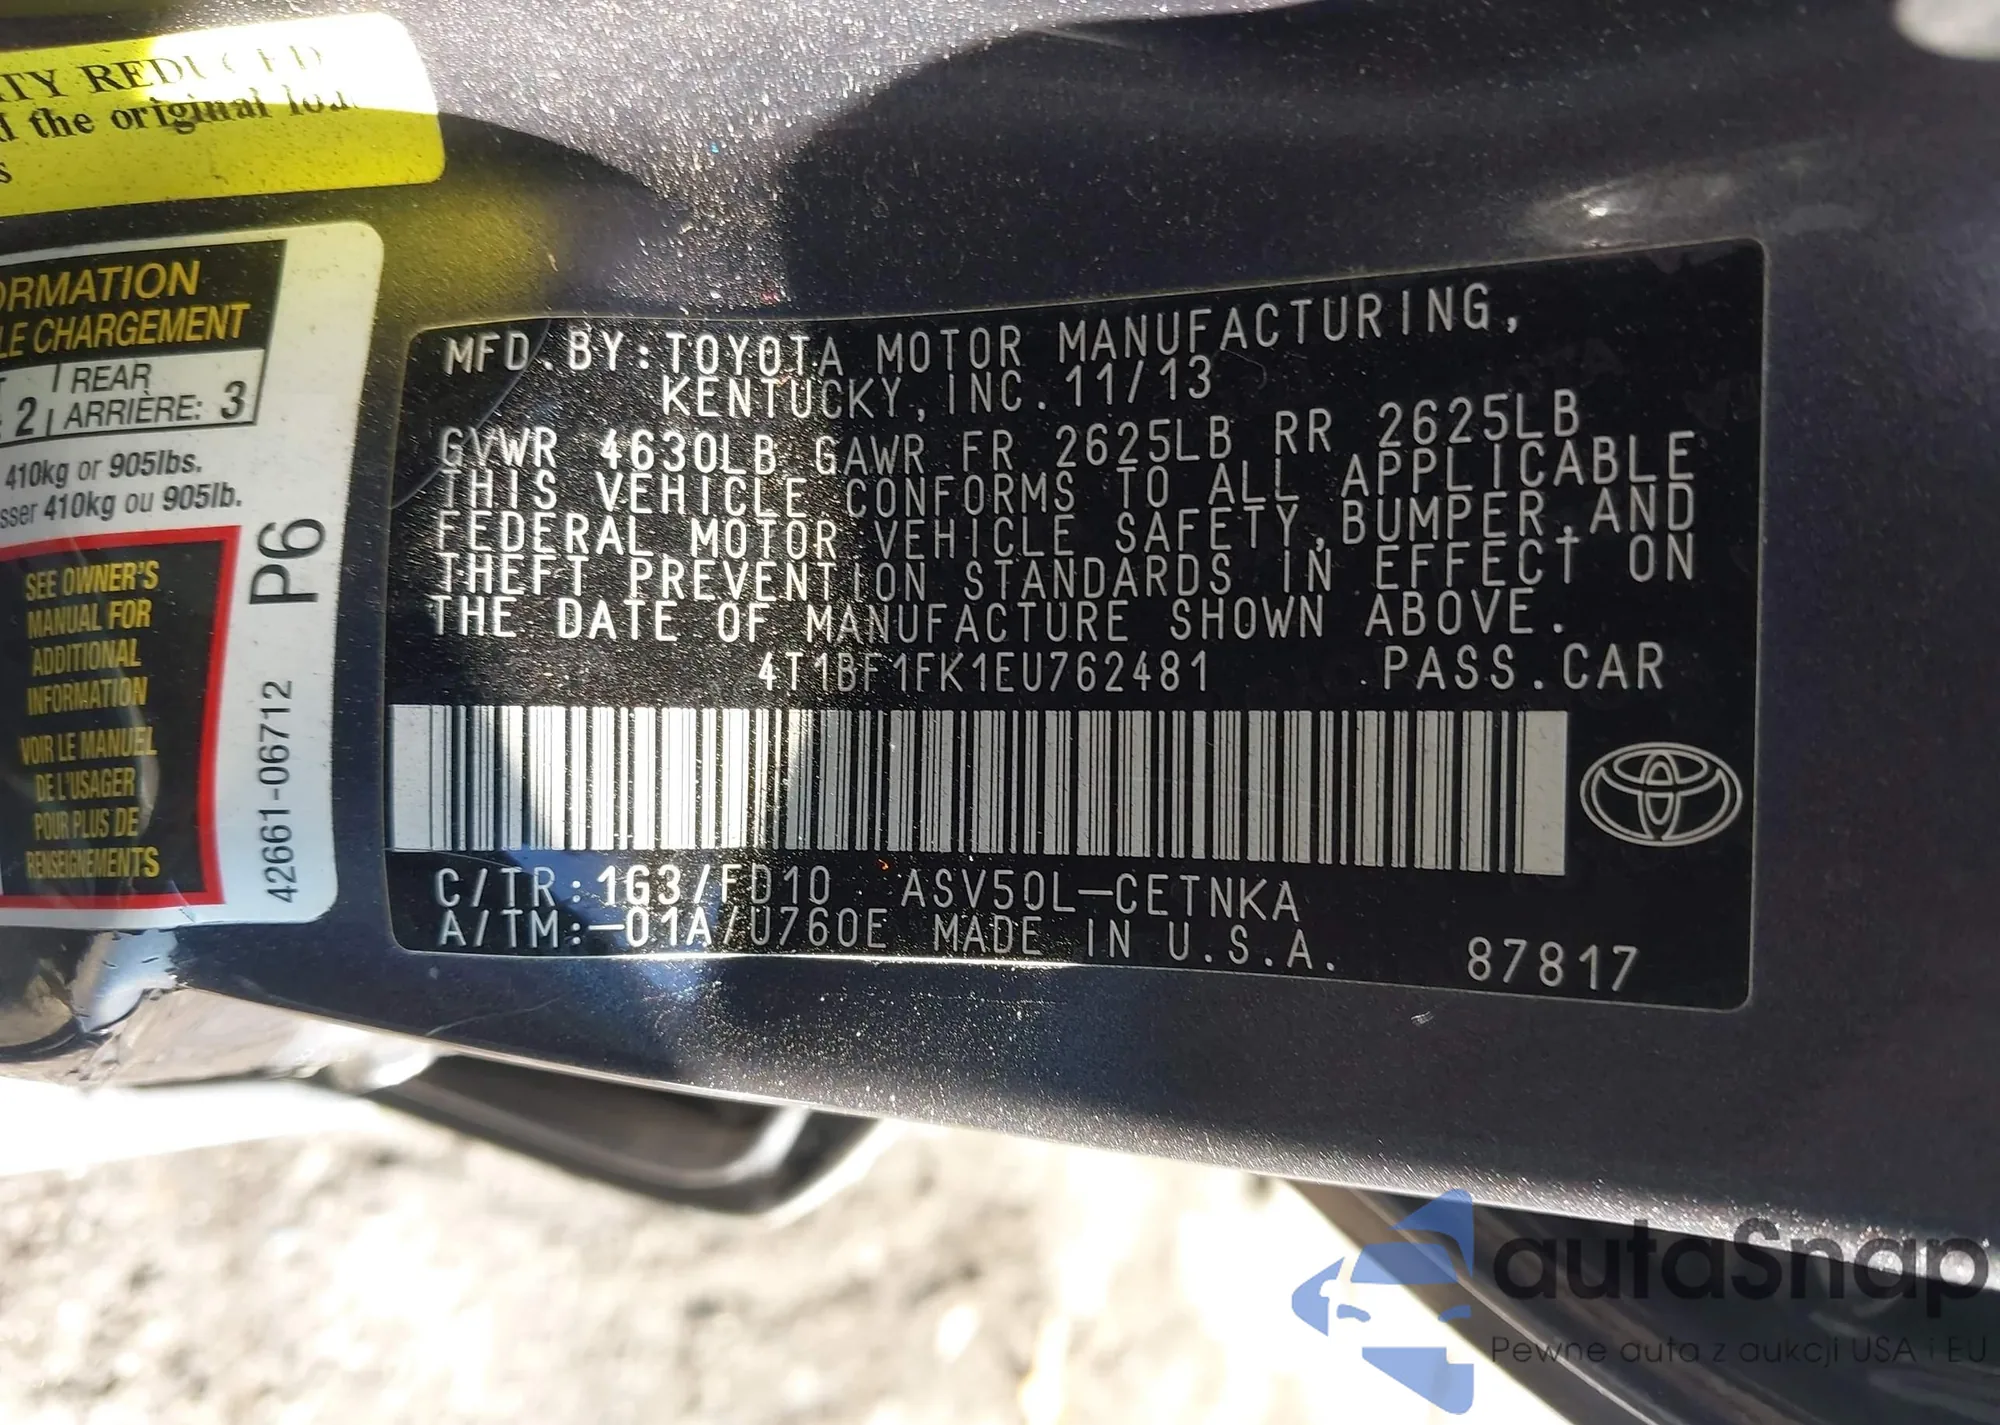 TY REDUCED
the original
ORMATION
LE CHARGEMENT
REAR
2 ARRIÈRE: 3
410kg or 905lbs.
sser 410kg ou 905lb.
SEE OWNER'S
MANUAL FOR
ADDITIONAL
INFORMATION
VOIR LE MANUEL
DE L'USAGER
POUR PLUS DE
RENSEIGNEMENTS
P6
42661-06712
MFD.BY:TOYOTA MOTOR MANUFACTURING,
KENTUCKY,INC.11/13
GVWR 4630LB GAWR FR 2625LB RR 2625LB
THIS VEHICLE CONFORMS TO ALL APPLICABLE
FEDERAL MOTOR VEHICLE SAFETY,BUMPER,AND
THEFT PREVENTION STANDARDS IN EFFECT ON
THE DATE OF MANUFACTURE SHOWN ABOVE.
4T1BF1FK1EU762481 PASS.CAR
C/TR:1G3/FD10 ASV50L-CETNKA
A/TM:-01A/U760E MADE IN U.S.A. 87817
autoSnap
Pewne auta z aukcji USA i EU